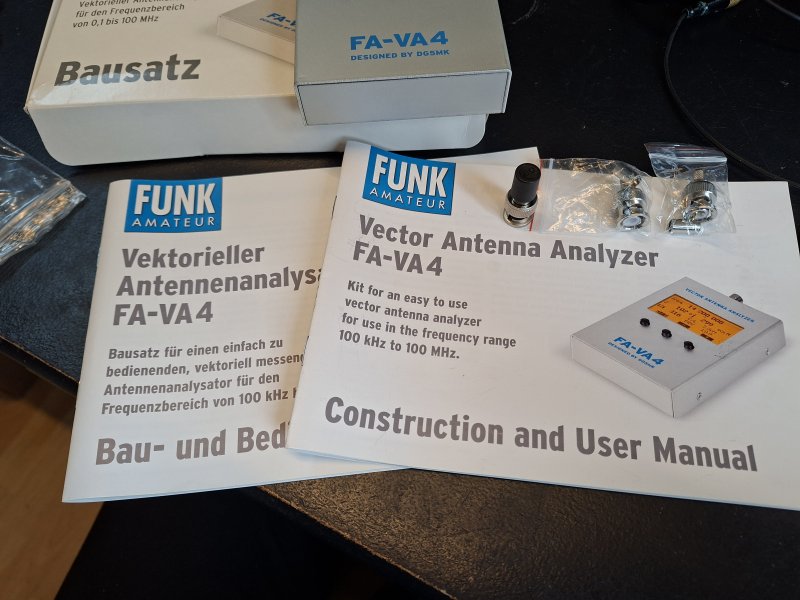 Vektorieller
für den Frequenzbereich
von 0,1 bis 100 MHz
Bausatz
FA-VA4
DESIGNED BY DG5MK
FUNK
AMATEUR
Vektorieller
FA-VA4
Bausatz für einen einfach zu
bedienenden, vektoriell
Antennenanalysator für den
Frequenzbereich von 100 kHz
Bau- und
FUNK
AMATEUR
Vector Antenna Analyzer
FA-VA4
Kit for an easy to use
vector antenna analyzer
for use in the frequency range
100 kHz to 100 MHz.
VECTOR ANTENNA ANALYZER
FA-VA4
DESIGNED BY DG5MK
Construction and User Manual